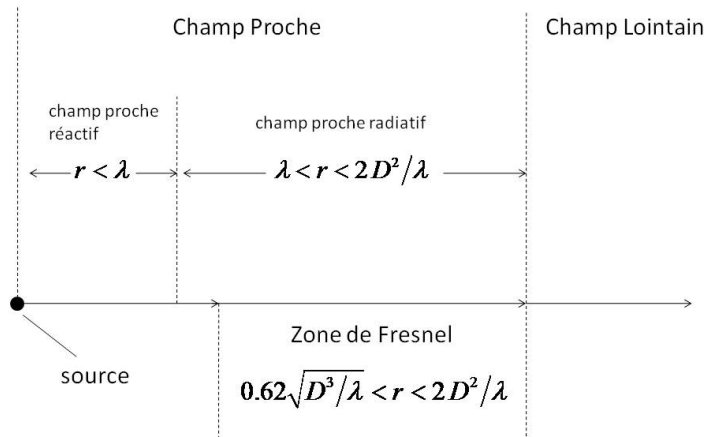 Champ Proche
Champ Lointain
champ proche
réactif
champ proche radiatif
r < λ
λ < r < 2D²/λ
Zone de Fresnel
source
0.62√(D³/λ) < r < 2D²/λ